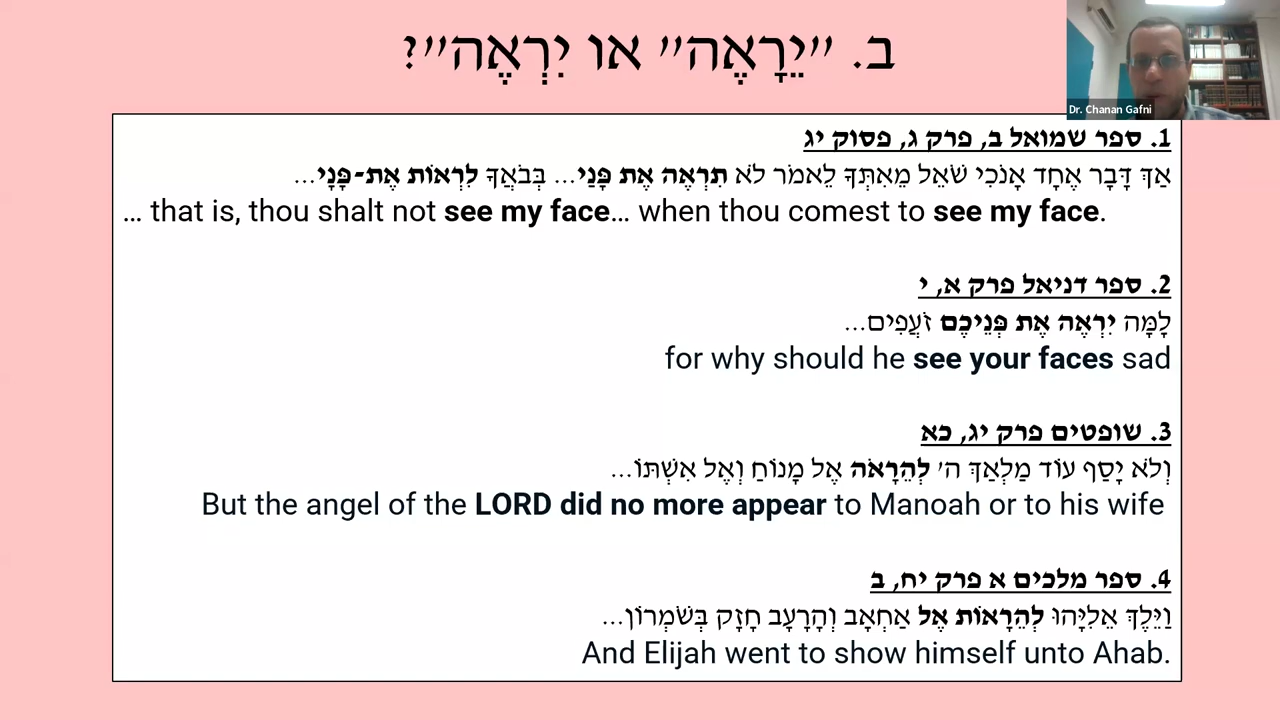 ב. "יֵרָאֶה" או יִרְאֶה"?
Dr. Chanan Gafni
1. ספר שמואל ב, פרק ג, פסוק יג
אַךְ דָּבָר אֶחָד אָנֹכִי שֹׁאֵל מֵאִתְּךָ לֵאמֹר לֹא תִרְאֶה אֶת פָּנַי... בְּבֹאֲךָ לִרְאוֹת אֶת-פָּנָי...
... that is, thou shalt not see my face... when thou comest to see my face.
2. ספר דניאל פרק א, י
לָמָּה יִרְאֶה אֶת פְּנֵיכֶם זֹעֲפִים...
for why should he see your faces sad
3. שופטים פרק יג, כא
וְלֹא יָסַף עוֹד מַלְאַךְ ה' לְהֵרָאֹה אֶל מָנוֹחַ וְאֶל אִשְׁתּוֹ...
But the angel of the LORD did no more appear to Manoah or to his wife
4. ספר מלכים א פרק יח, ב
וַיֵּלֶךְ אֵלִיָּהוּ לְהֵרָאוֹת אֶל אַחְאָב וְהָרָעָב חָזָק בְּשֹׁמְרוֹן...
And Elijah went to show himself unto Ahab.